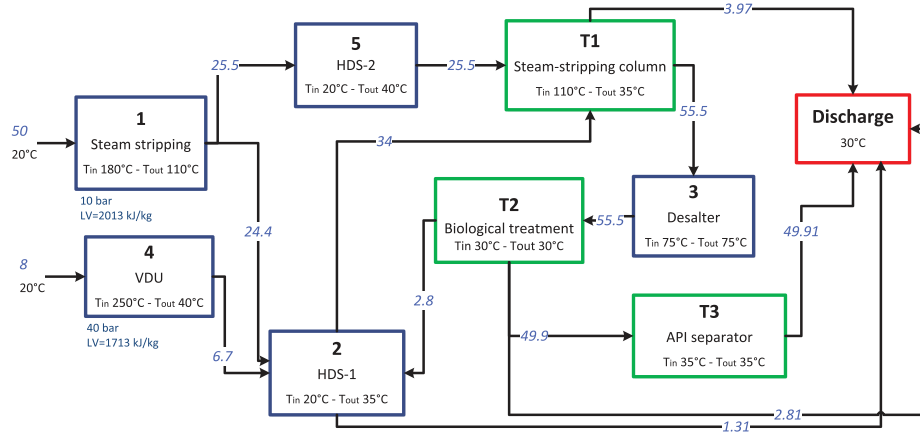 3.97
5
HDS-2
Tin 20°C - Tout 40°C
25.5
25.5
T1
Steam-stripping column
Tin 110°C - Tout 35°C
55.5
Discharge
30°C
50
20°C
1
Steam stripping
Tin 180°C - Tout 110°C
10 bar
LV=2013 kJ/kg
34
24.4
T2
Biological treatment
Tin 30°C - Tout 30°C
55.5
3
Desalter
Tin 75°C - Tout 75°C
49.91
8
20°C
4
VDU
Tin 250°C - Tout 40°C
40 bar
LV=1713 kJ/kg
6.7
2.8
49.9
T3
API separator
Tin 35°C - Tout 35°C
2
HDS-1
Tin 20°C - Tout 35°C
2.81
1.31